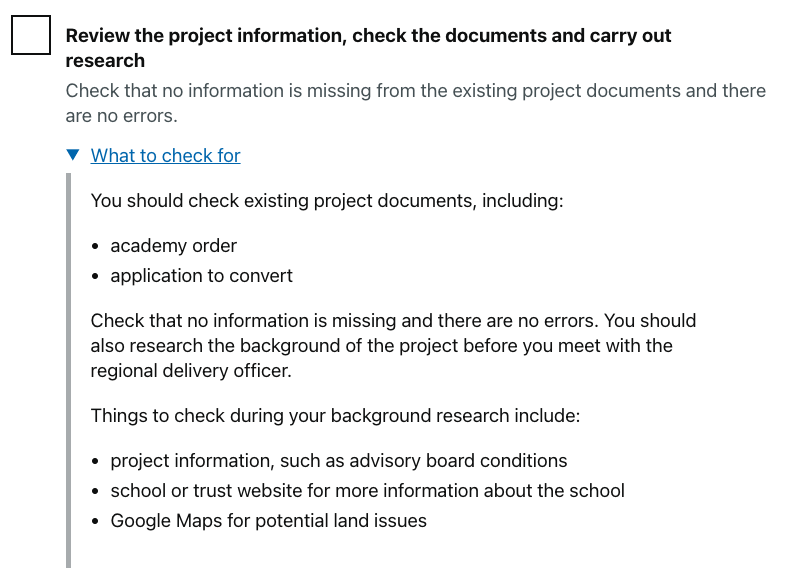 Review the project information, check the documents and carry out
research
Check that no information is missing from the existing project documents and there
are no errors.
What to check for
You should check existing project documents, including:
• academy order
• application to convert
Check that no information is missing and there are no errors. You should
also research the background of the project before you meet with the
regional delivery officer.
Things to check during your background research include:
• project information, such as advisory board conditions
• school or trust website for more information about the school
• Google Maps for potential land issues